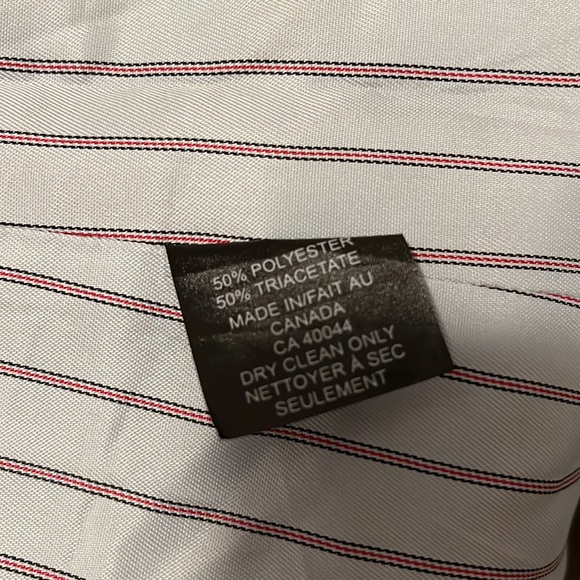 50% POLYESTER
50% TRIACETATE
MADE IN/FAIT AU
CANADA
CA 40044
DRY CLEAN ONLY
NETTOYER À SEC
SEULEMENT